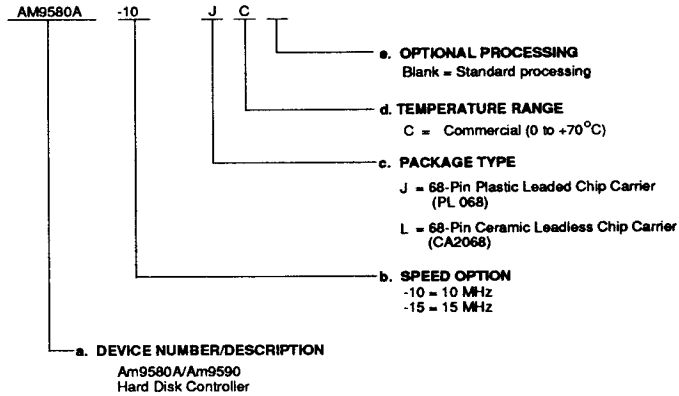 AM9580A -10 J C
e. OPTIONAL PROCESSING
Blank = Standard processing
d. TEMPERATURE RANGE
C = Commercial (0 to +70°C)
c. PACKAGE TYPE
J = 68-Pin Plastic Leaded Chip Carrier
(PL 068)
L = 68-Pin Ceramic Leadless Chip Carrier
(CA2068)
b. SPEED OPTION
-10 = 10 MHz
-15 = 15 MHz
a. DEVICE NUMBER/DESCRIPTION
Am9580A/Am9590
Hard Disk Controller